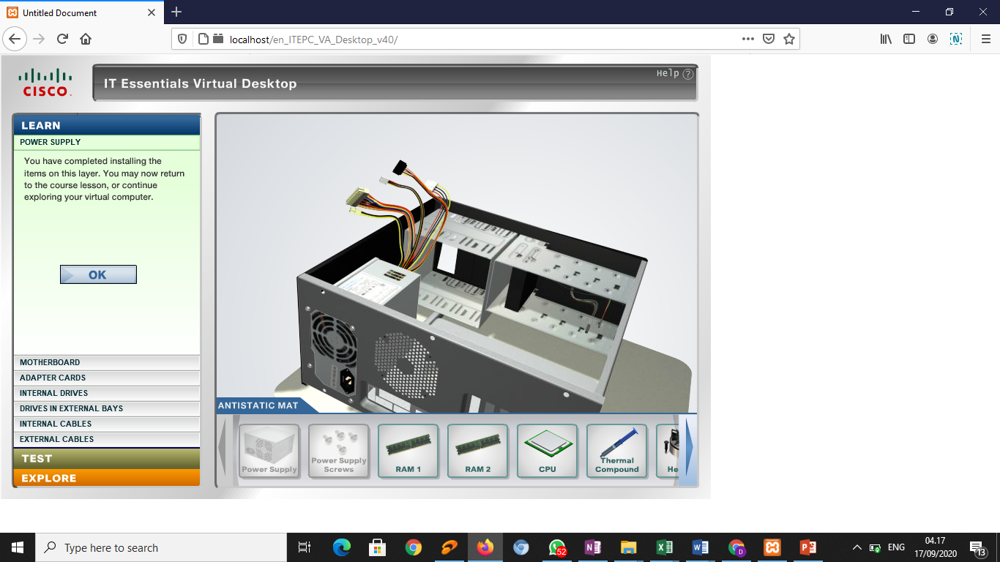 Untitled Document
localhost/en_ITEPC_VA_Desktop_v40/
CISCO
IT Essentials Virtual Desktop
Help ?
LEARN
POWER SUPPLY
You have completed installing the
items on this layer. You may now return
to the course lesson, or continue
exploring your virtual computer.
OK
MOTHERBOARD
ADAPTER CARDS
INTERNAL DRIVES
DRIVES IN EXTERNAL BAYS
INTERNAL CABLES
EXTERNAL CABLES
TEST
EXPLORE
ANTISTATIC MAT
Power Supply
Power Supply
Screws
RAM 1
RAM 2
CPU
Thermal
Compound
He
Type here to search
52
ENG
04.17
17/09/2020
13